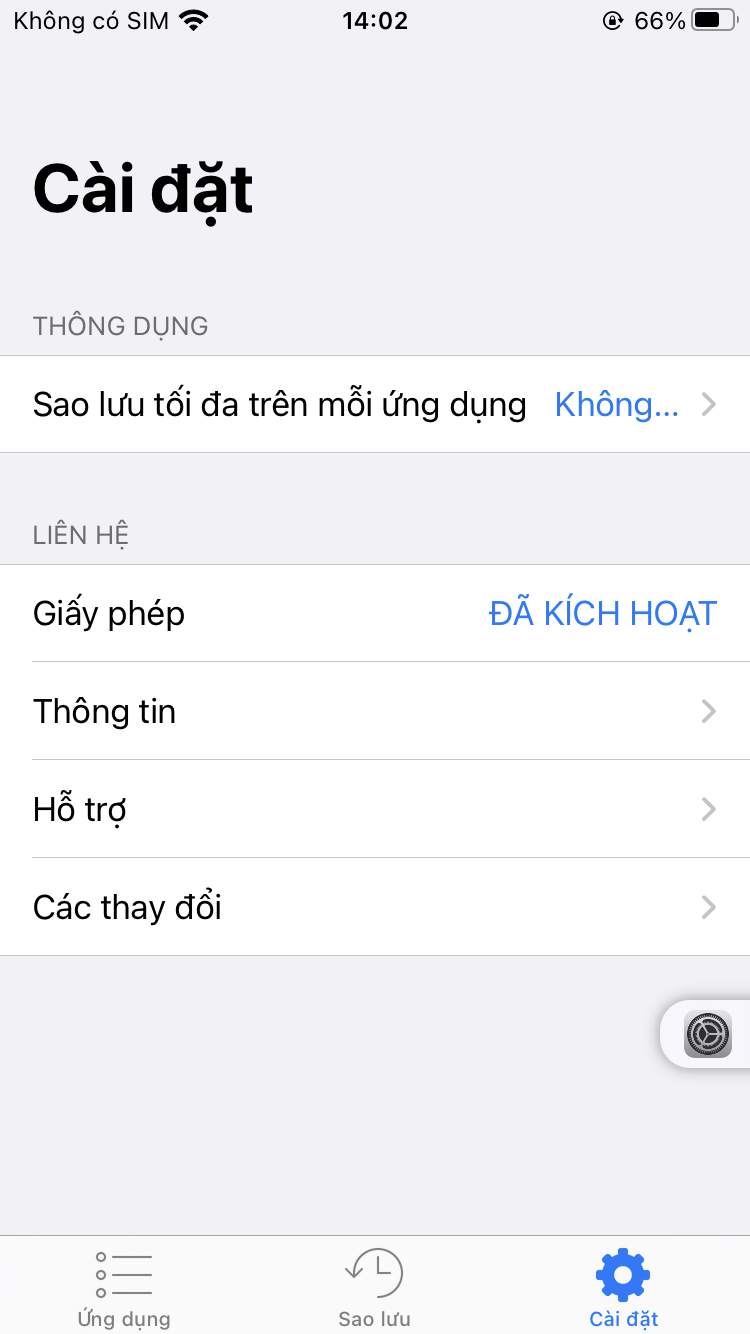 Không có SIM 14:02 66%
Cài đặt
THÔNG DỤNG
Sao lưu tối đa trên mỗi ứng dụng Không...
LIÊN HỆ
Giấy phép ĐÃ KÍCH HOẠT
Thông tin
Hỗ trợ
Các thay đổi
Ứng dụng Sao lưu Cài đặt